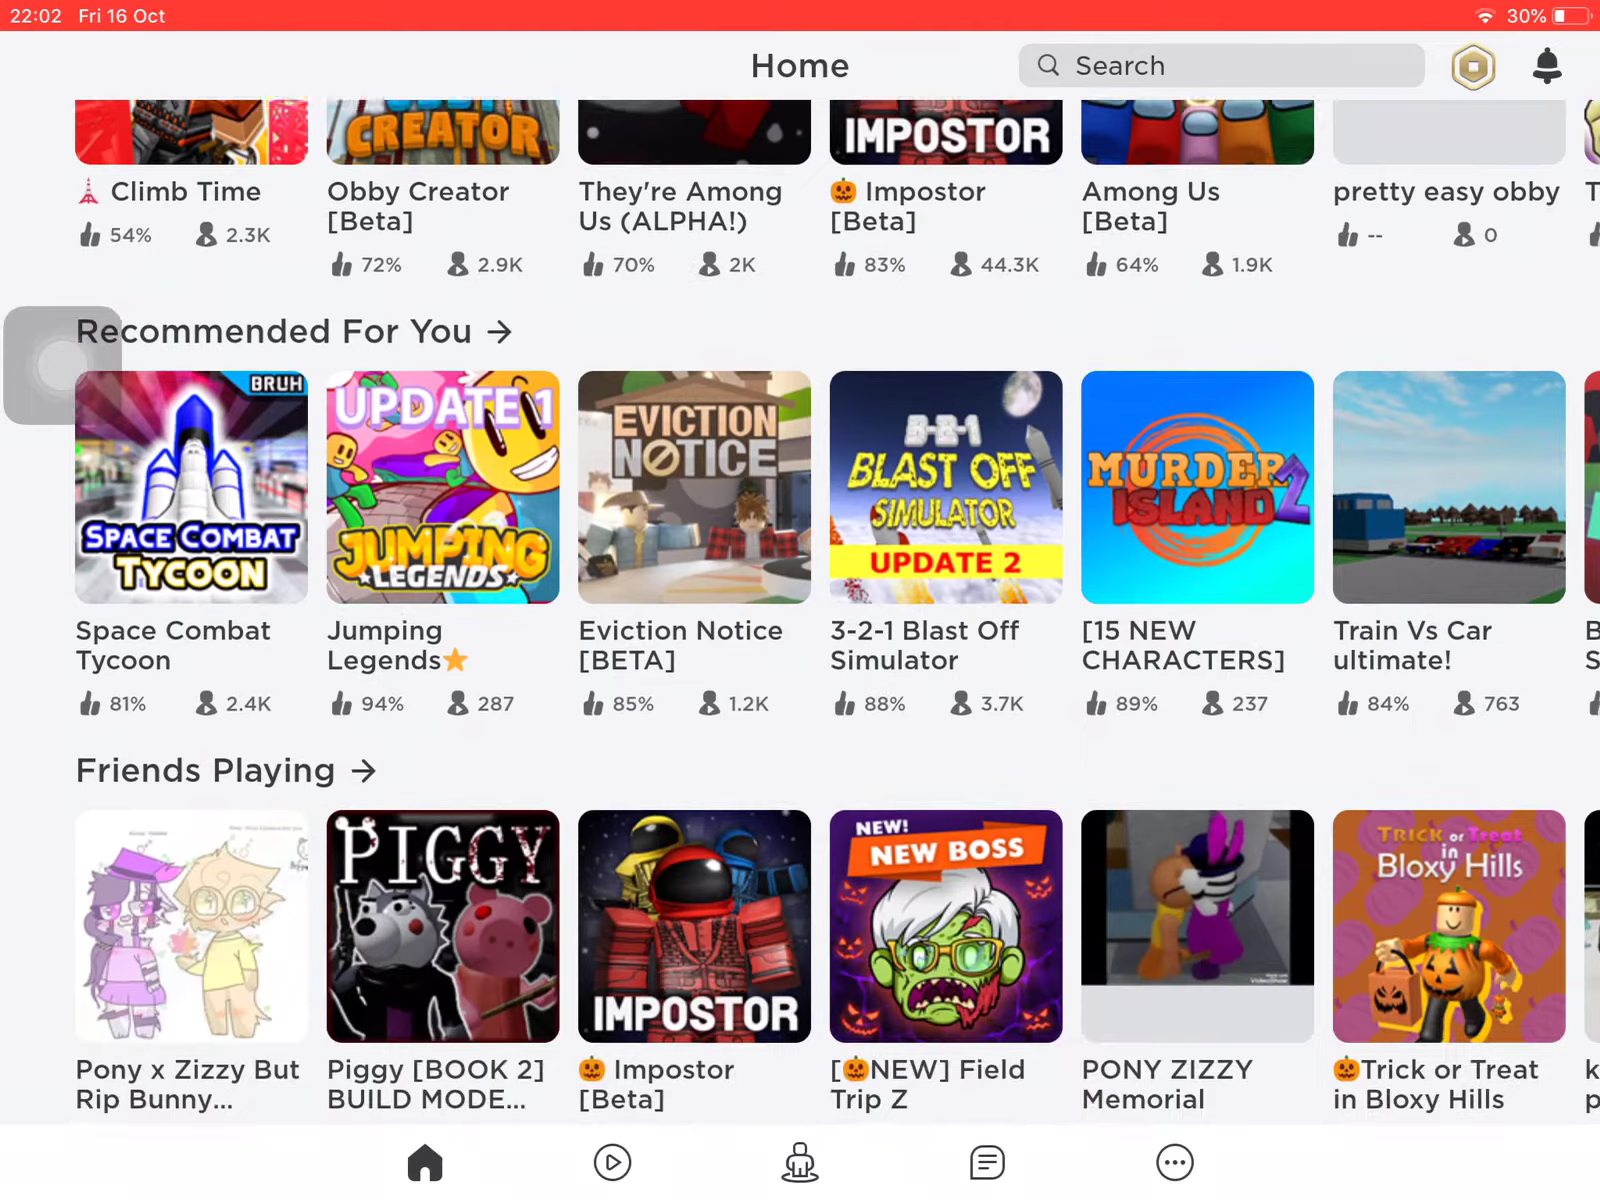 22:02 Fri 16 Oct
30%
Home
Search
CREATOR
IMPOSTOR
Climb Time
54% 2.3K
Obby Creator
[Beta]
72% 2.9K
They're Among
Us (ALPHA!)
70% 2K
🎃 Impostor
[Beta]
83% 44.3K
Among Us
[Beta]
64% 1.9K
pretty easy obby
-- 0
T
Recommended For You →
BRUH
SPACE COMBAT
TYCOON
UPDATE 1
JUMPING
LEGENDS
EVICTION
NOTICE
3-2-1
BLAST OFF
SIMULATOR
UPDATE 2
MURDER
ISLAND 2
Space Combat
Tycoon
81% 2.4K
Jumping
Legends⭐
94% 287
Eviction Notice
[BETA]
85% 1.2K
3-2-1 Blast Off
Simulator
88% 3.7K
[15 NEW
CHARACTERS]
89% 237
Train Vs Car
ultimate!
84% 763
B
S
Friends Playing →
PIGGY
IMPOSTOR
NEW!
NEW BOSS
TRICK or Treat
in
Bloxy Hills
Pony x Zizzy But
Rip Bunny...
Piggy [BOOK 2]
BUILD MODE...
🎃 Impostor
[Beta]
[🎃NEW] Field
Trip Z
PONY ZIZZY
Memorial
🎃Trick or Treat
in Bloxy Hills
k
p